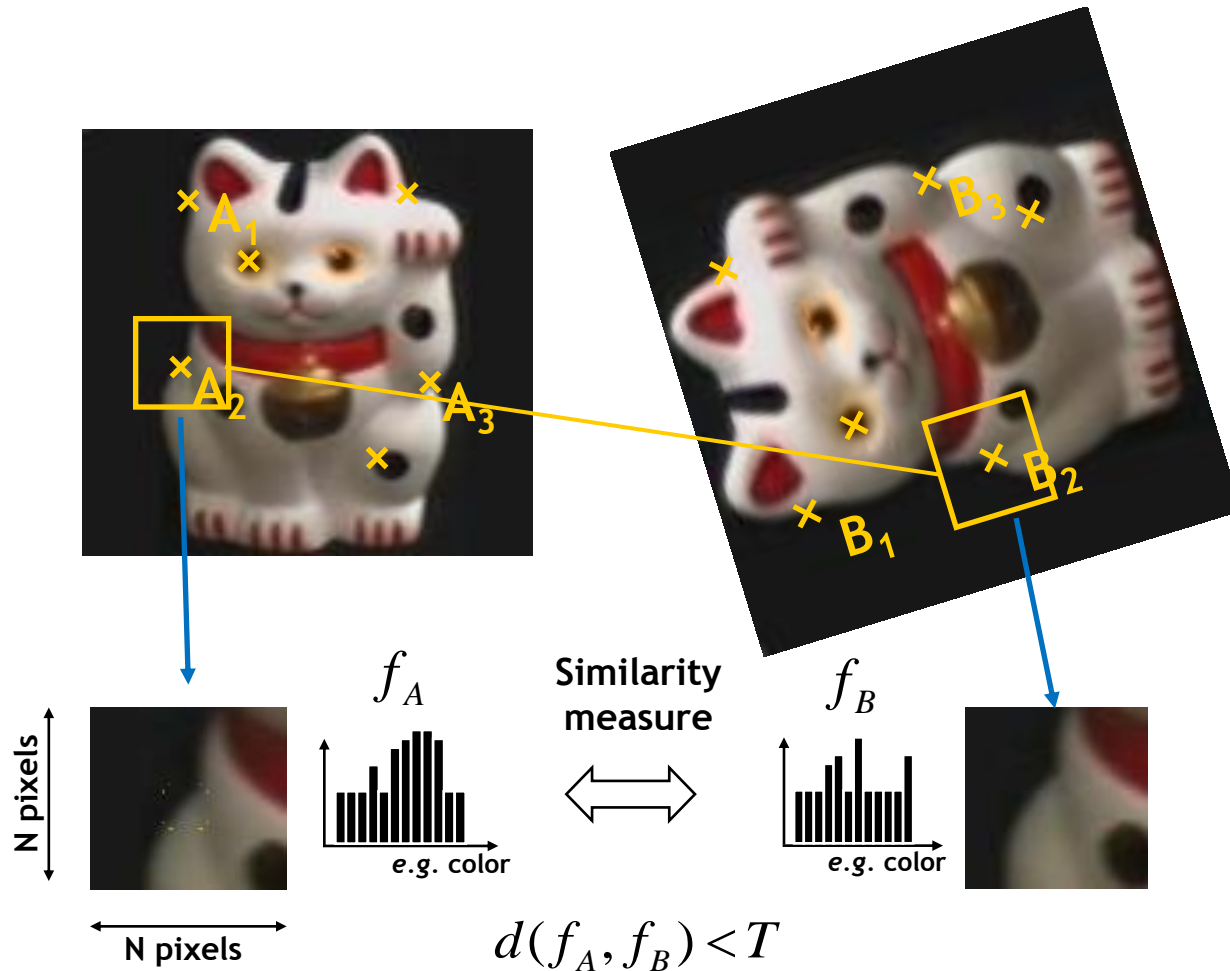 A₁
A₂
A₃
B₃
B₂
B₁
f_A
Similarity
measure
f_B
N pixels
e.g. color
e.g. color
N pixels
d(f_A, f_B) < T